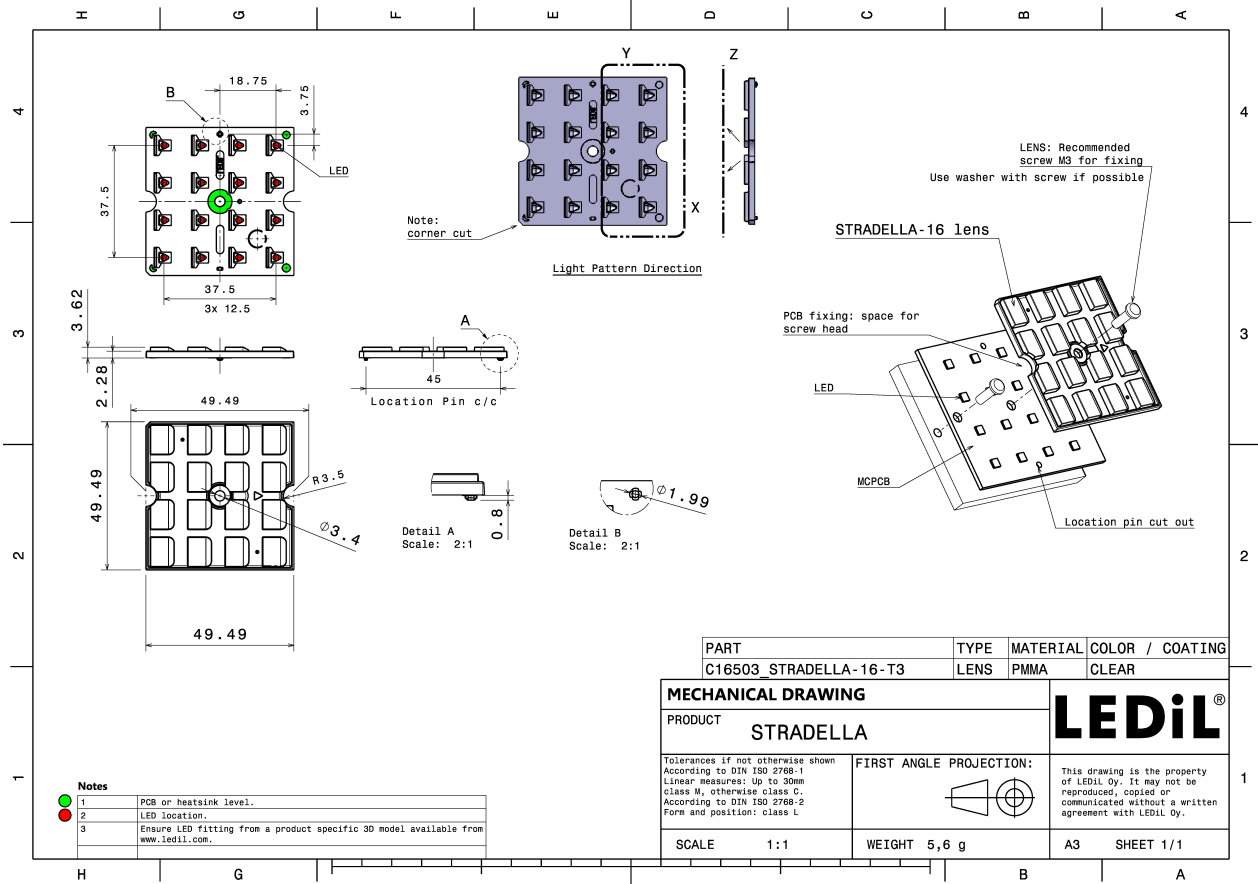 H
G
F
E
D
C
B
A
4
3
2
1
4
3
2
1
18.75
3.75
B
LED
37.5
37.5
3x 12.5
3.62
2.28
A
45
Location Pin c/c
49.49
49.49
R3.5
Ø3.4
49.49
Y
Z
X
Note:
corner cut
Light Pattern Direction
LENS: Recommended
screw M3 for fixing
Use washer with screw if possible
STRADELLA-16 lens
PCB fixing: space for
screw head
LED
MCPCB
Location pin cut out
Detail A
Scale: 2:1
0.8
Detail B
Scale: 2:1
Ø1.99
PART TYPE MATERIAL COLOR / COATING
C16503_STRADELLA-16-T3 LENS PMMA CLEAR
MECHANICAL DRAWING
PRODUCT
STRADELLA
LEDiL®
Tolerances if not otherwise shown
According to DIN ISO 2768-1
Linear measures: Up to 30mm
class M, otherwise class C.
According to DIN ISO 2768-2
Form and position: class L
FIRST ANGLE PROJECTION:
This drawing is the property
of LEDiL Oy. It may not be
reproduced, copied or
communicated without a written
agreement with LEDiL Oy.
SCALE 1:1
WEIGHT 5,6 g
A3 SHEET 1/1
Notes
1 PCB or heatsink level.
2 LED location.
3 Ensure LED fitting from a product specific 3D model available from
www.ledil.com.
H
G
B
A